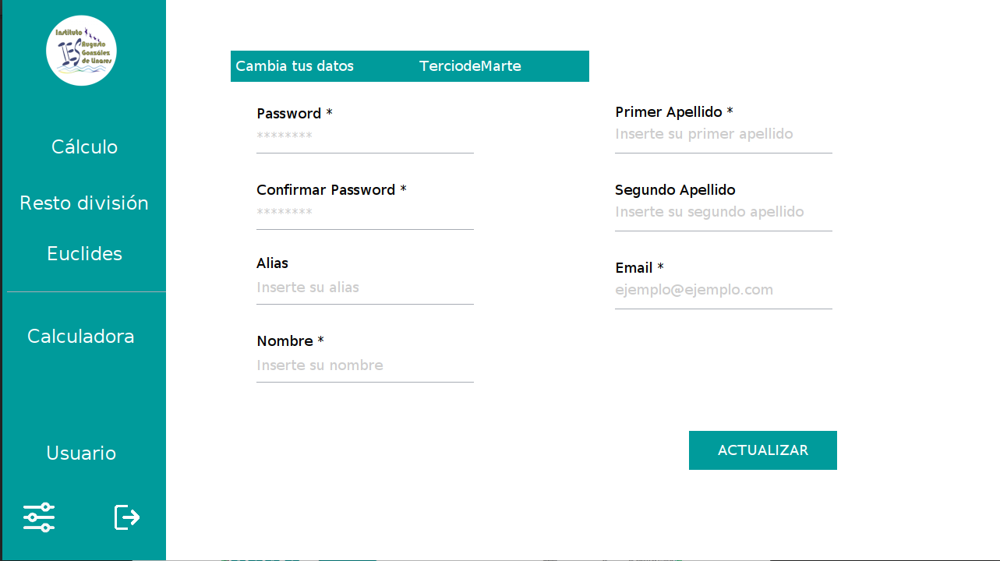 Instituto
IES Augusto
González
de Linares
Cálculo
Resto división
Euclides
Calculadora
Usuario
Cambia tus datos TerciodeMarte
Password *
********
Confirmar Password *
********
Alias
Inserte su alias
Nombre *
Inserte su nombre
Primer Apellido *
Inserte su primer apellido
Segundo Apellido
Inserte su segundo apellido
Email *
ejemplo@ejemplo.com
ACTUALIZAR